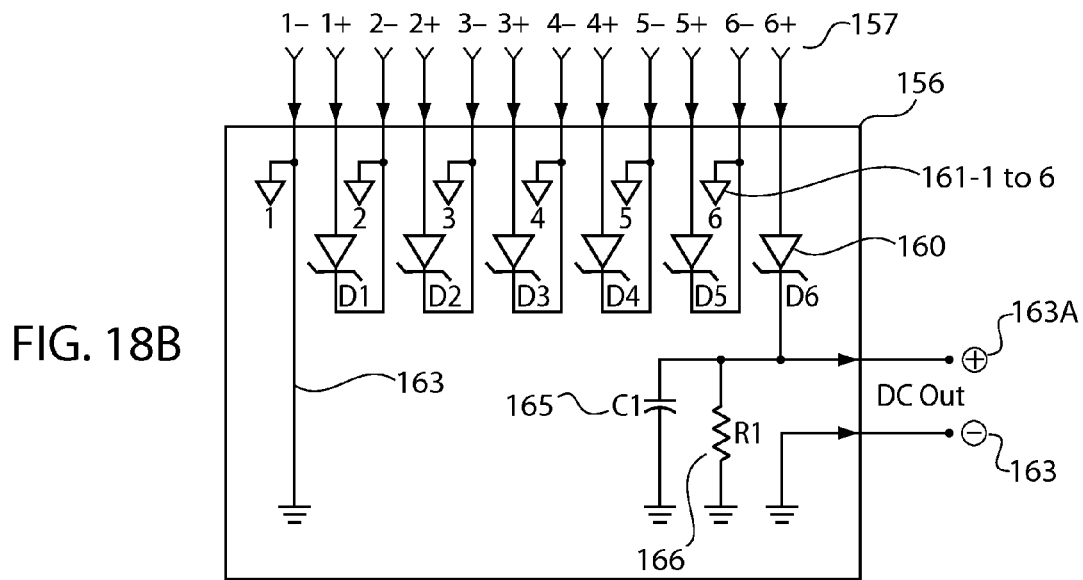 1– 1+ 2– 2+ 3– 3+ 4– 4+ 5– 5+ 6– 6+ 157
156
161-1 to 6
1 2 3 4 5 6
160
D1 D2 D3 D4 D5 D6
163A
FIG. 18B
163
+
DC Out
165 C1
R1
–
163
166